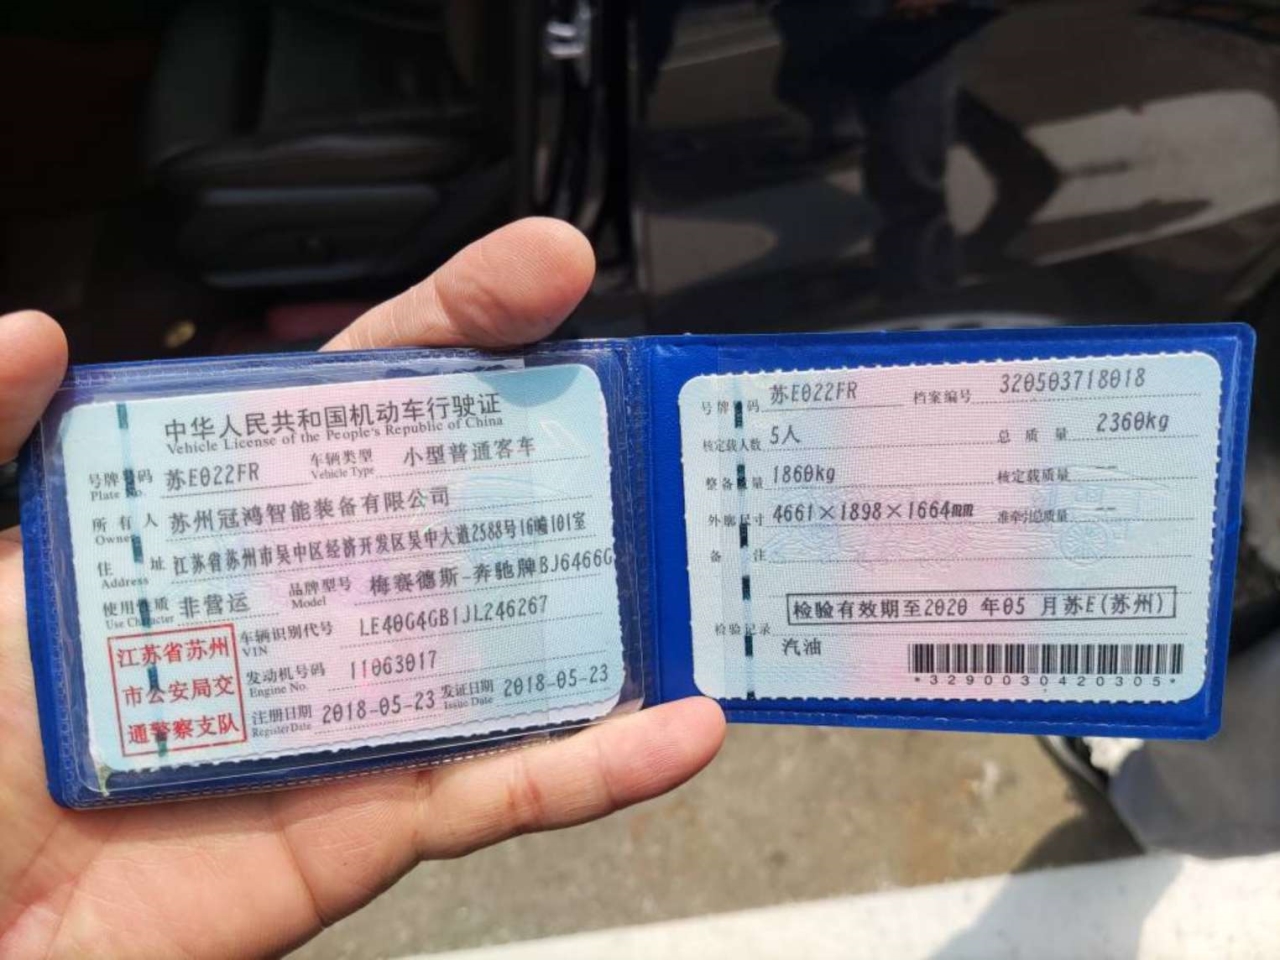 中华人民共和国机动车行驶证
Vehicle License of the People's Republic of China
号牌号码 苏E022FR 车辆类型 小型普通客车
Plate No. Vehicle Type
所有人 苏州冠鸿智能装备有限公司
Owner
住址 江苏省苏州市吴中区经济开发区吴中大道2588号16幢101室
Address
使用性质 非营运 品牌型号 梅赛德斯-奔驰牌BJ6466G
Use Character Model
江苏省苏州
市公安局交
通警察支队
车辆识别代号 LE40G4GB1JL246267
VIN
发动机号码 11063017
Engine No.
注册日期 2018-05-23 发证日期 2018-05-23
Register Date Issue Date
号牌号码 苏E022FR 档案编号 320503718018
核定载人数 5人 总质量 2360kg
整备质量 1860kg 核定载质量 --
外廓尺寸 4661×1898×1664mm 准牵引总质量 --
备注
检验有效期至2020 年05 月苏E(苏州)
检验记录
汽油
*3290030420305*